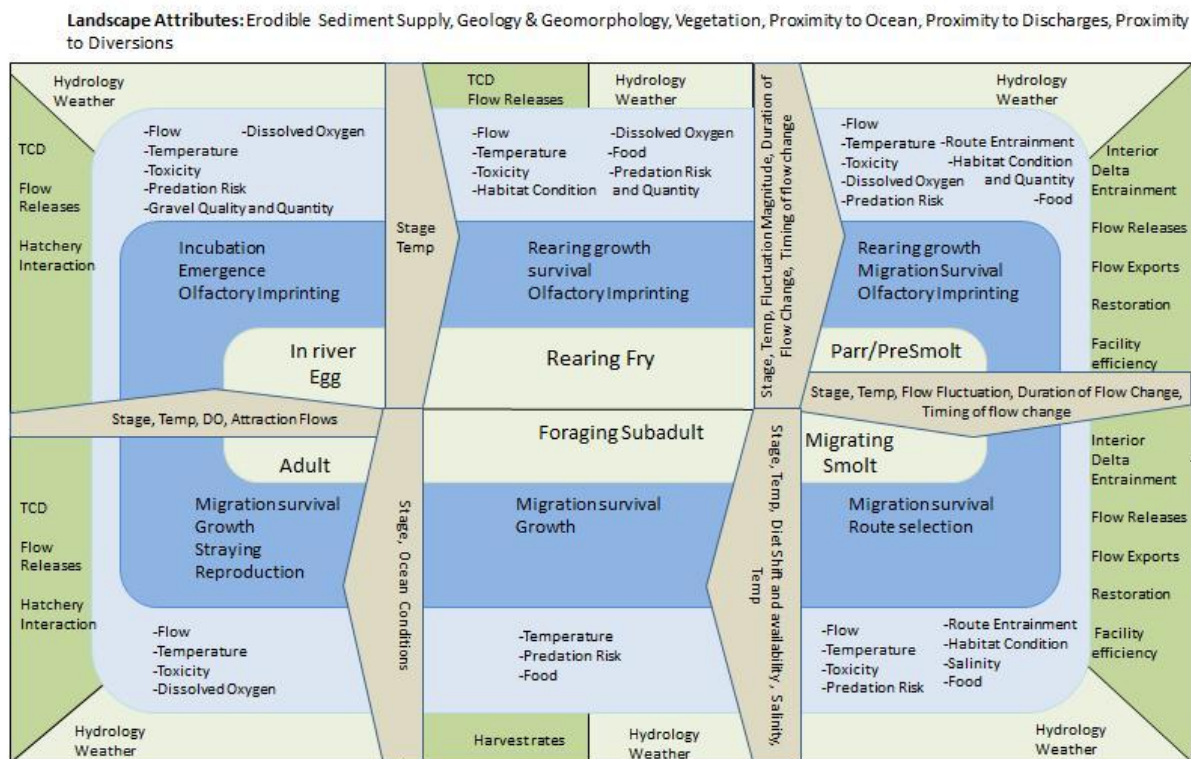 Landscape Attributes: Erodible Sediment Supply, Geology & Geomorphology, Vegetation, Proximity to Ocean, Proximity to Discharges, Proximity
to Diversions
Hydrology
Weather
TCD
Flow
Releases
Hatchery
Interaction
-Flow
-Temperature
-Toxicity
-Predation Risk
-Gravel Quality and Quantity
-Dissolved Oxygen
Incubation
Emergence
Olfactory Imprinting
In river
Egg
Stage
Temp
TCD
Flow Releases
Hydrology
Weather
-Flow
-Temperature
-Toxicity
-Habitat Condition
-Dissolved Oxygen
-Food
-Predation Risk
and Quantity
Rearing growth
survival
Olfactory Imprinting
Rearing Fry
Stage, Temp, Fluctuation Magnitude, Duration of
Flow Change, Timing of flow change
Hydrology
Weather
-Flow
-Temperature
-Toxicity
-Dissolved Oxygen
-Predation Risk
-Route Entrainment
-Habitat Condition
and Quantity
-Food
Rearing growth
Migration Survival
Olfactory Imprinting
Parr/PreSmolt
Interior
Delta
Entrainment
Flow Releases
Flow Exports
Restoration
Facility
efficiency
Stage, Temp, Flow Fluctuation, Duration of Flow Change,
Timing of flow change
Migrating
Smolt
Migration survival
Route selection
-Flow
-Temperature
-Toxicity
-Predation Risk
-Route Entrainment
-Habitat Condition
-Salinity
-Food
Interior
Delta
Entrainment
Flow Releases
Flow Exports
Restoration
Facility
efficiency
Hydrology
Weather
Stage, Temp, Diet Shift and availability , Salinity,
Temp
Foraging Subadult
Migration survival
Growth
-Temperature
-Predation Risk
-Food
Harvestrates
Hydrology
Weather
Stage, Ocean Conditions
Adult
Migration survival
Growth
Straying
Reproduction
-Flow
-Temperature
-Toxicity
-Dissolved Oxygen
TCD
Flow
Releases
Hatchery
Interaction
Hydrology
Weather
Stage, Temp, DO, Attraction Flows